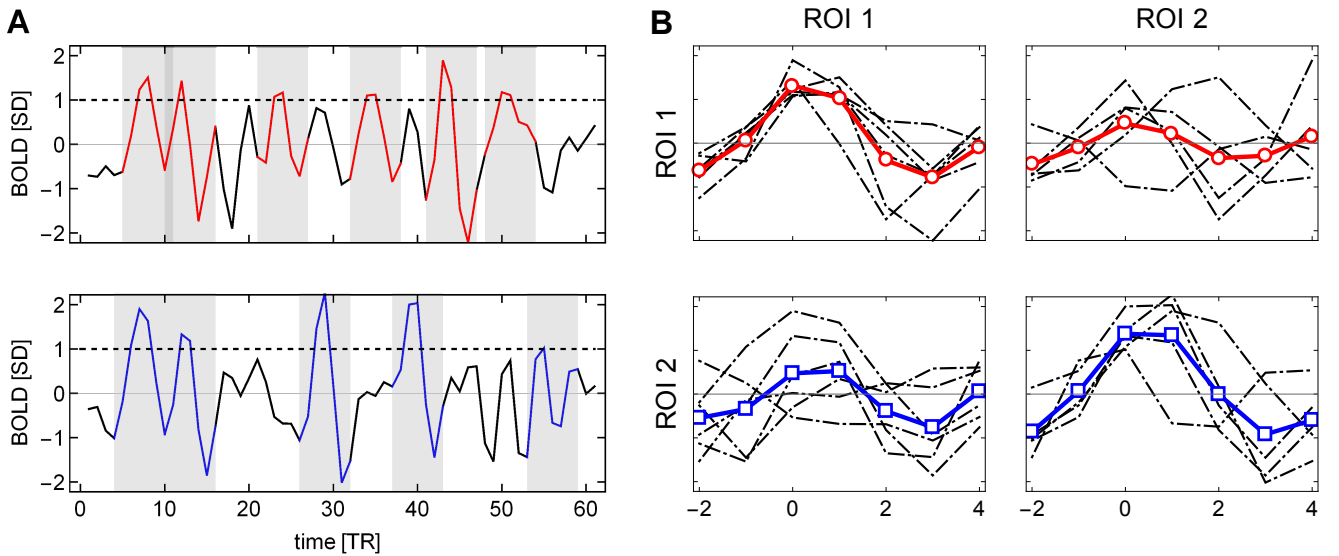 A
BOLD [SD]
2
1
0
−1
−2
BOLD [SD]
2
1
0
−1
−2
0 10 20 30 40 50 60
time [TR]
B
ROI 1 ROI 2
ROI 1
ROI 2
−2 0 2 4 −2 0 2 4